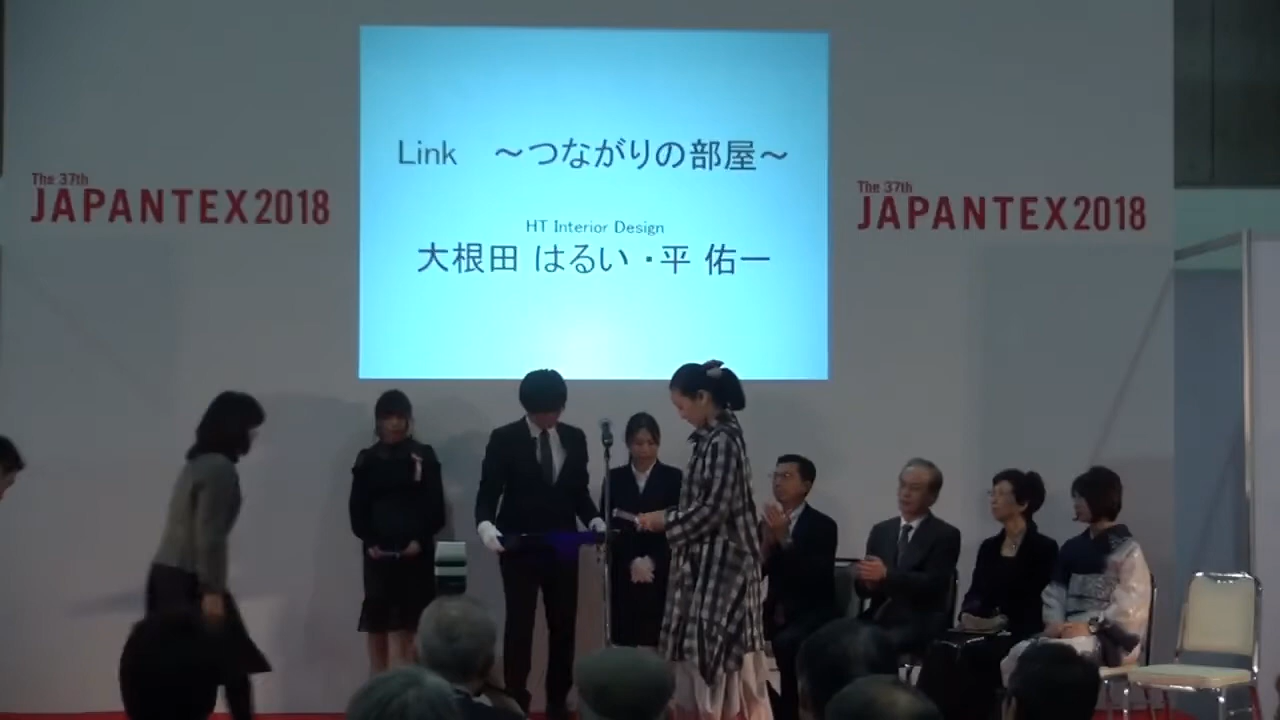 Link ～つながりの部屋～
HT Interior Design
大根田 はるい ・平 佑一
The 37th
JAPANTEX2018
The 37th
JAPANTEX2018